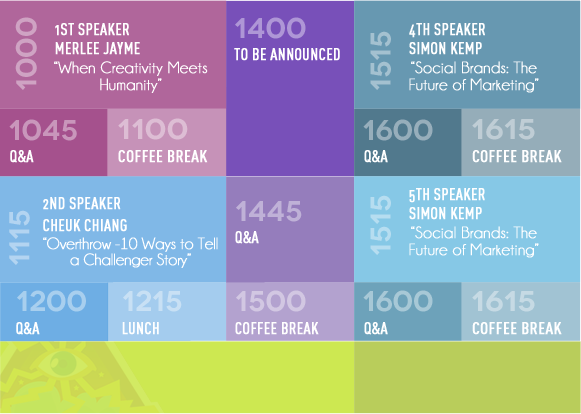 1000
1ST SPEAKER
MERLEE JAYME
"When Creativity Meets
Humanity"
1045
Q&A
1100
COFFEE BREAK
1115
2ND SPEAKER
CHEUK CHIANG
"Overthrow -10 Ways to Tell
a Challenger Story"
1200
Q&A
1215
LUNCH
1400
TO BE ANNOUNCED
1445
Q&A
1500
COFFEE BREAK
1515
4TH SPEAKER
SIMON KEMP
"Social Brands: The
Future of Marketing"
1600
Q&A
1615
COFFEE BREAK
1515
5TH SPEAKER
SIMON KEMP
"Social Brands: The
Future of Marketing"
1600
Q&A
1615
COFFEE BREAK